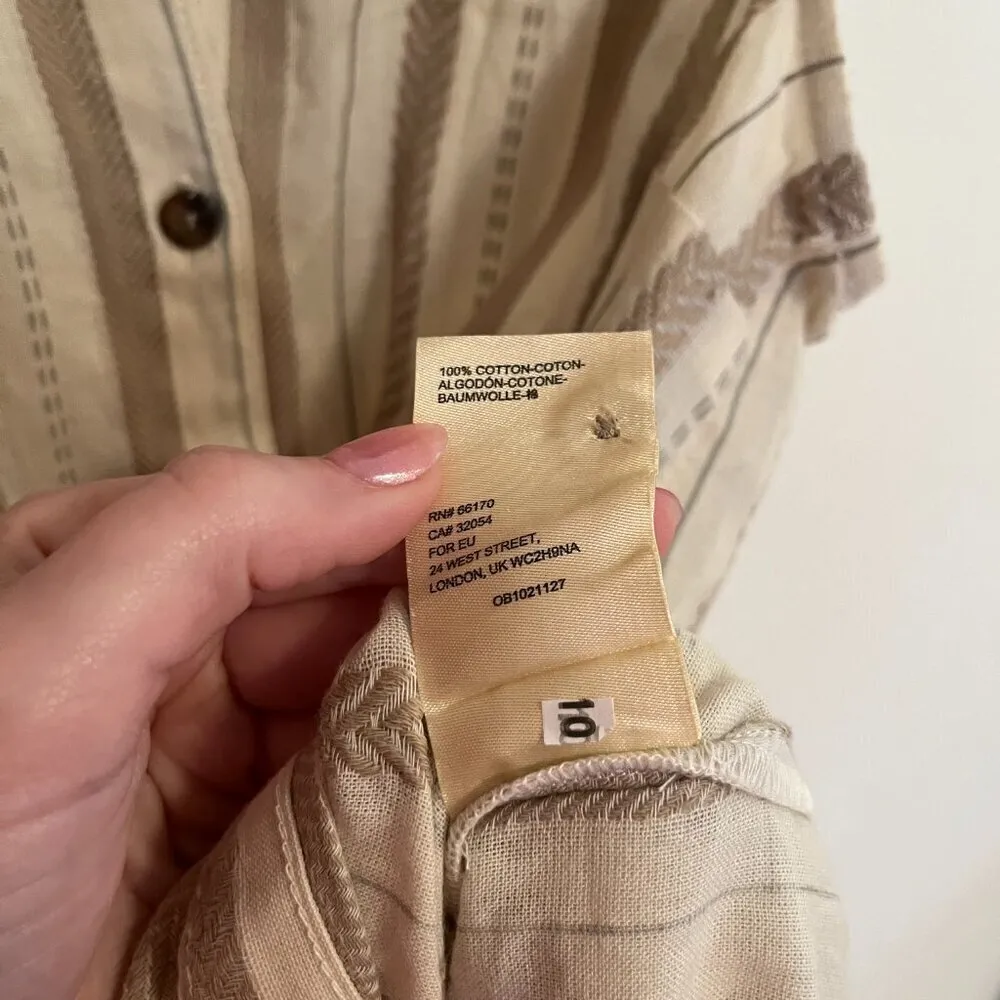 100% COTTON-COTON-
ALGODÓN-COTONE-
BAUMWOLLE-棉
RN# 66170
CA# 32054
FOR EU
24 WEST STREET,
LONDON, UK WC2H9NA
OB1021127
10